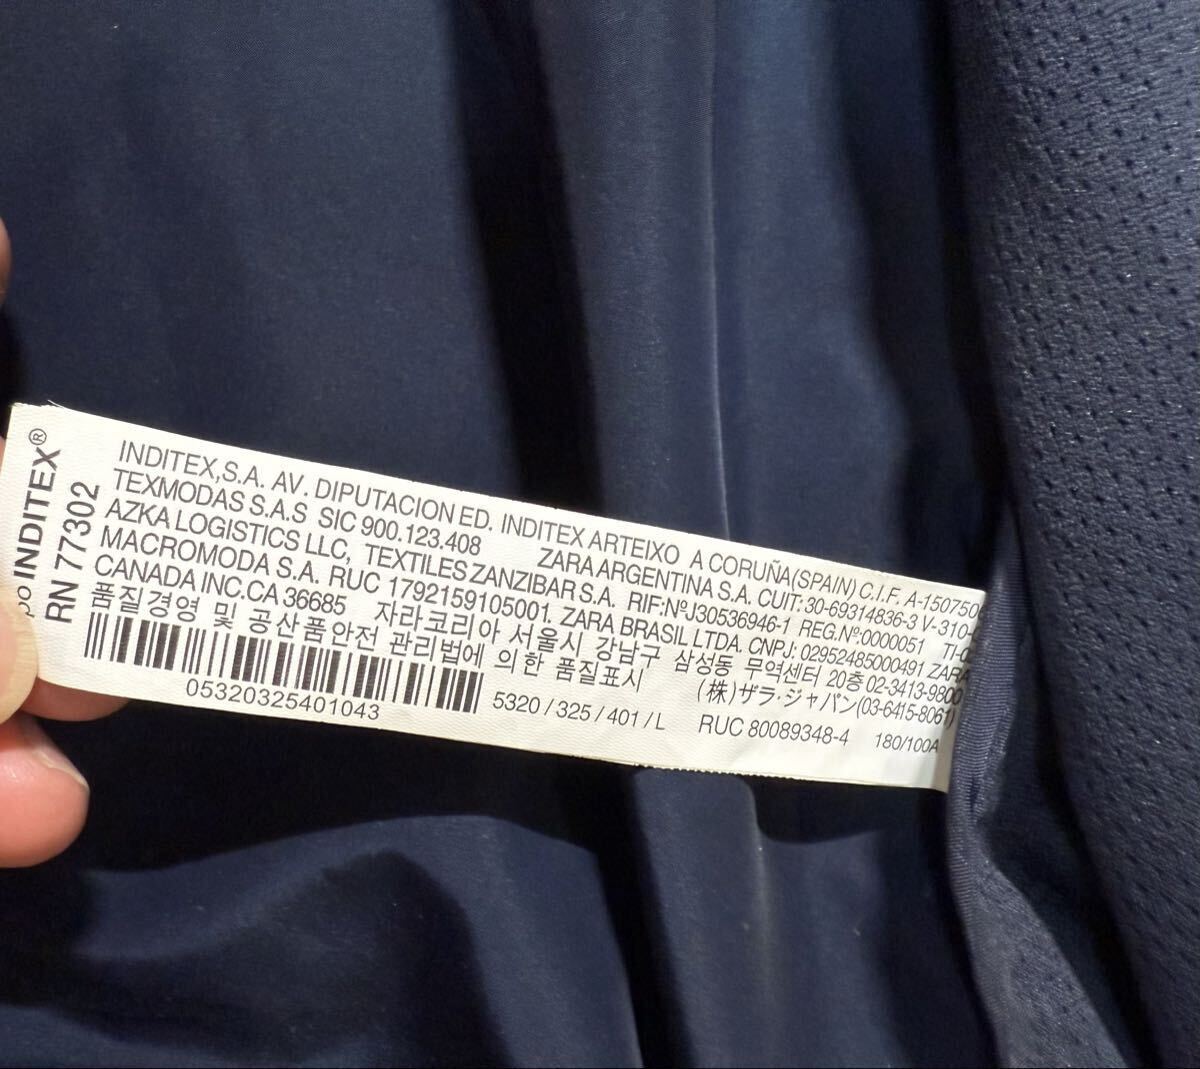 INDITEX®
RN 77302
INDITEX,S.A. AV. DIPUTACION ED. INDITEX ARTEIXO A CORUÑA(SPAIN) C.I.F. A-150750
TEXMODAS S.A.S SIC 900.123.408 ZARA ARGENTINA S.A. CUIT: 30-69314836-3 V-310-
AZKA LOGISTICS LLC, TEXTILES ZANZIBAR S.A. RIF:NºJ30536946-1 REG.Nº0000051 TI-
MACROMODA S.A. RUC 1792159105001. ZARA BRASIL LTDA. CNPJ: 02952485000491 ZARA
CANADA INC.CA 36685 자라코리아 서울시 강남구 삼성동 무역센터 20층 02-3413-9800
품질경영 및 공산품안전 관리법에 의한 품질표시 (株)ザラ・ジャパン(03-6415-8061)
05320325401043
5320 / 325 / 401 / L RUC 80089348-4 180/100A